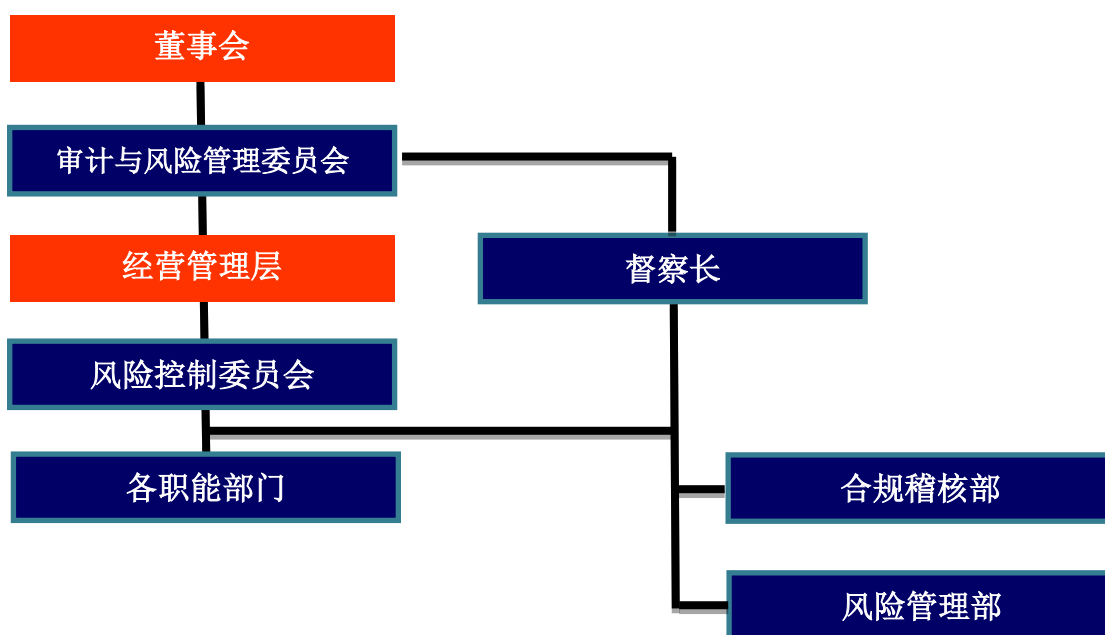 董事会
审计与风险管理委员会
经营管理层
督察长
风险控制委员会
各职能部门
合规稽核部
风险管理部